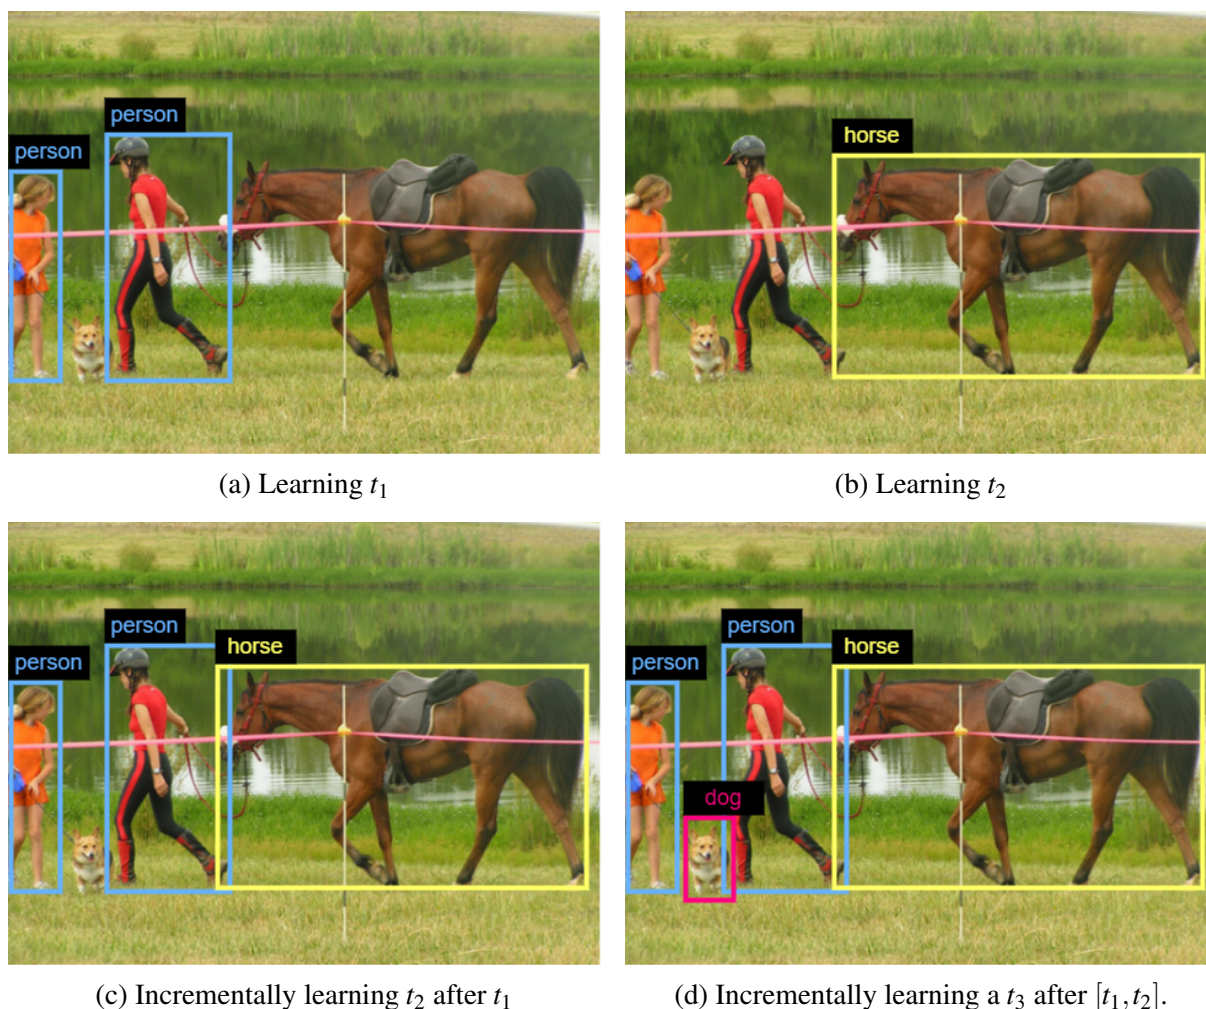 person
person
horse
(a) Learning t₁
(b) Learning t₂
person
person
horse
person
person
horse
dog
(c) Incrementally learning t₂ after t₁
(d) Incrementally learning a t₃ after [t₁,t₂].